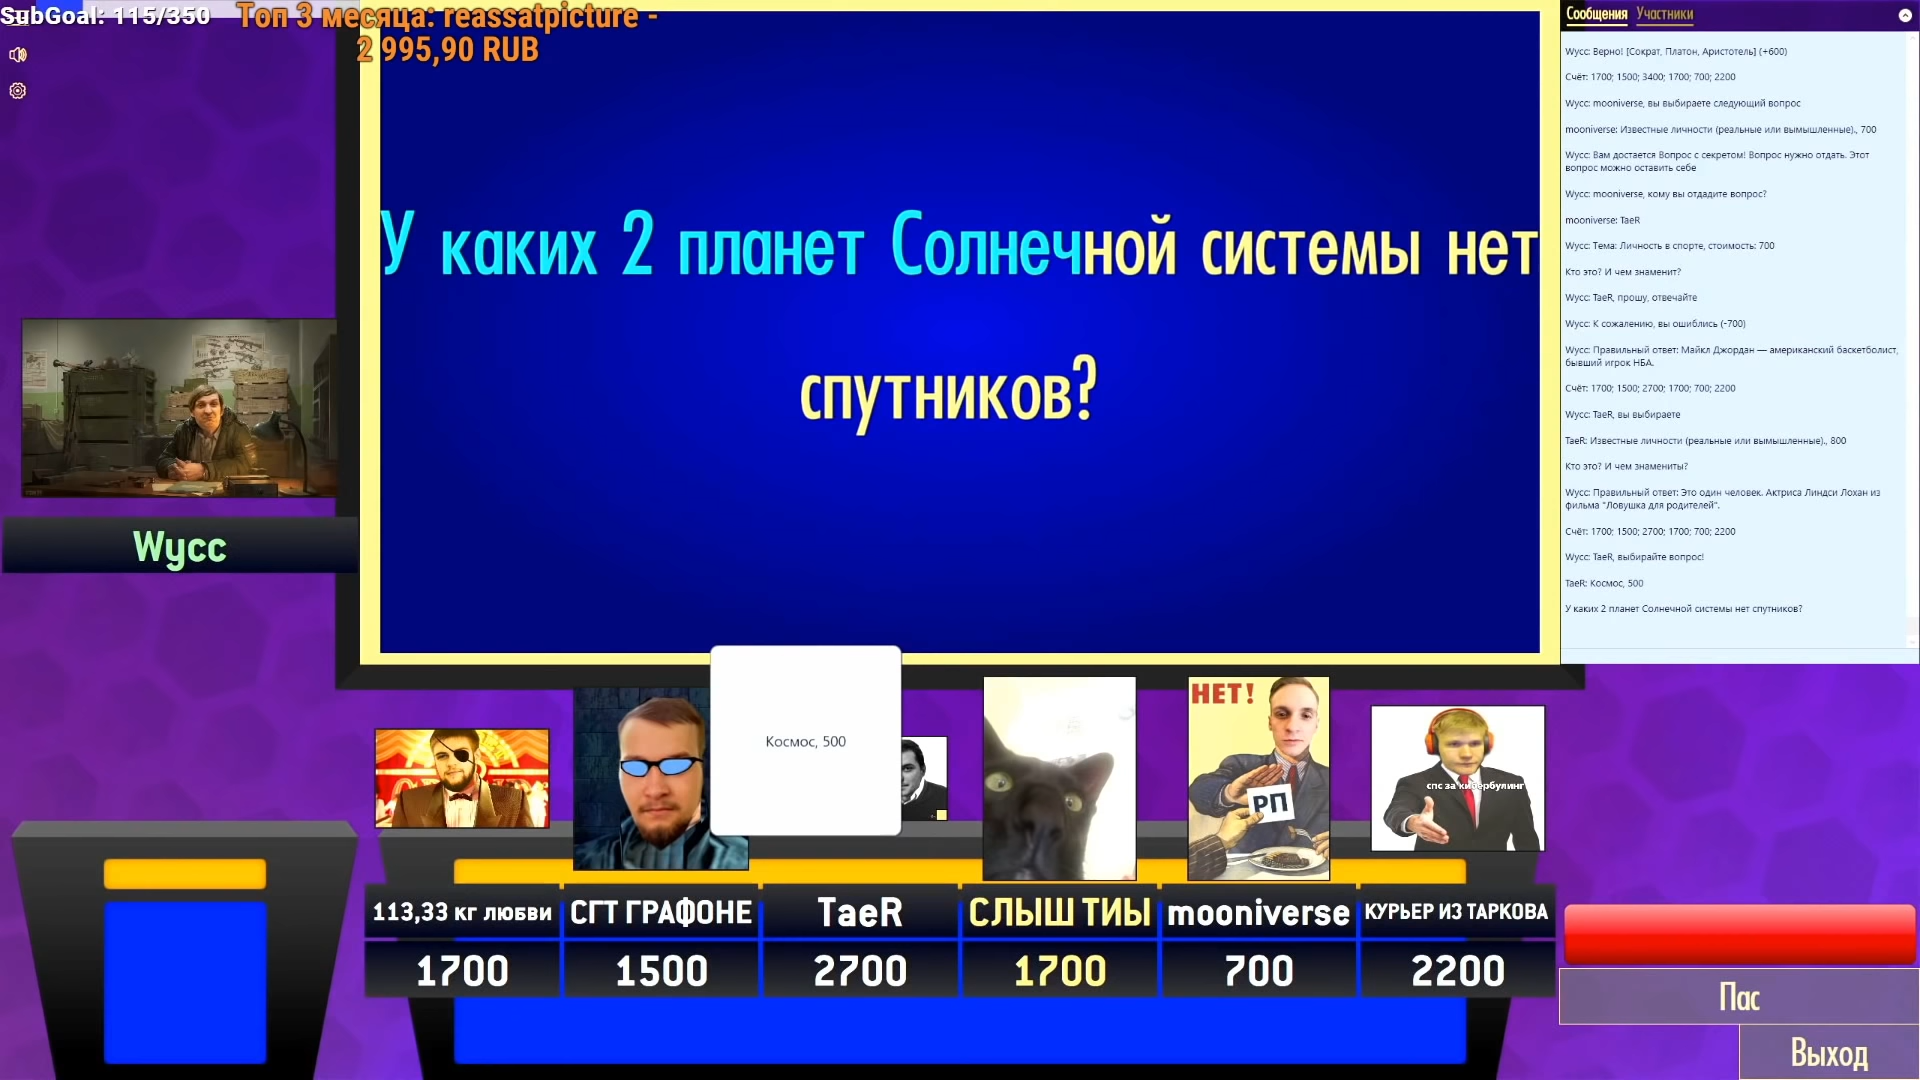 SubGoal: 115/350
Топ 3 месяца: reassatpicture -
2 995,90 RUB
У каких 2 планет Солнечной системы нет
спутников?
Wycc
Сообщения Участники
Wycc: Верно! [Сократ, Платон, Аристотель] (+600)
Счёт: 1700; 1500; 3400; 1700; 700; 2200
Wycc: mooniverse, вы выбираете следующий вопрос
mooniverse: Известные личности (реальные или вымышленные)., 700
Wycc: Вам достается Вопрос с секретом! Вопрос нужно отдать. Этот
вопрос можно оставить себе
Wycc: mooniverse, кому вы отдадите вопрос?
mooniverse: TaeR
Wycc: Тема: Личность в спорте, стоимость: 700
Кто это? И чем знаменит?
Wycc: TaeR, прошу, отвечайте
Wycc: К сожалению, вы ошиблись (-700)
Wycc: Правильный ответ: Майкл Джордан — американский баскетболист,
бывший игрок НБА.
Счёт: 1700; 1500; 2700; 1700; 700; 2200
Wycc: TaeR, вы выбираете
TaeR: Известные личности (реальные или вымышленные)., 800
Кто это? И чем знамениты?
Wycc: Правильный ответ: Это один человек. Актриса Линдси Лохан из
фильма "Ловушка для родителей".
Счёт: 1700; 1500; 2700; 1700; 700; 2200
Wycc: TaeR, выбирайте вопрос!
TaeR: Космос, 500
У каких 2 планет Солнечной системы нет спутников?
Космос, 500
НЕТ!
РП
спс за кибербулинг
113,33 кг любви
СГТ ГРАФОНЕ
TaeR
СЛЫШ ТИЫ
mooniverse
КУРЬЕР ИЗ ТАРКОВА
1700
1500
2700
1700
700
2200
Пас
Выход